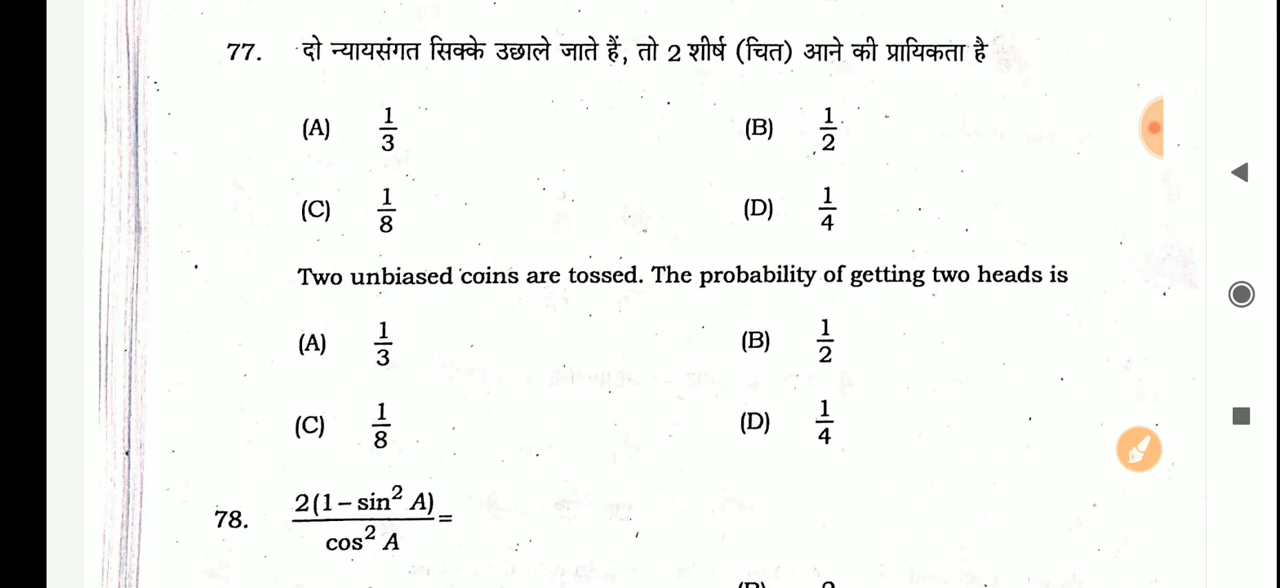 77. दो न्यायसंगत सिक्के उछाले जाते हैं, तो 2 शीर्ष (चित) आने की प्रायिकता है
(A) 1/3 (B) 1/2
(C) 1/8 (D) 1/4
Two unbiased coins are tossed. The probability of getting two heads is
(A) 1/3 (B) 1/2
(C) 1/8 (D) 1/4
78. 2(1 – sin² A)/cos² A =